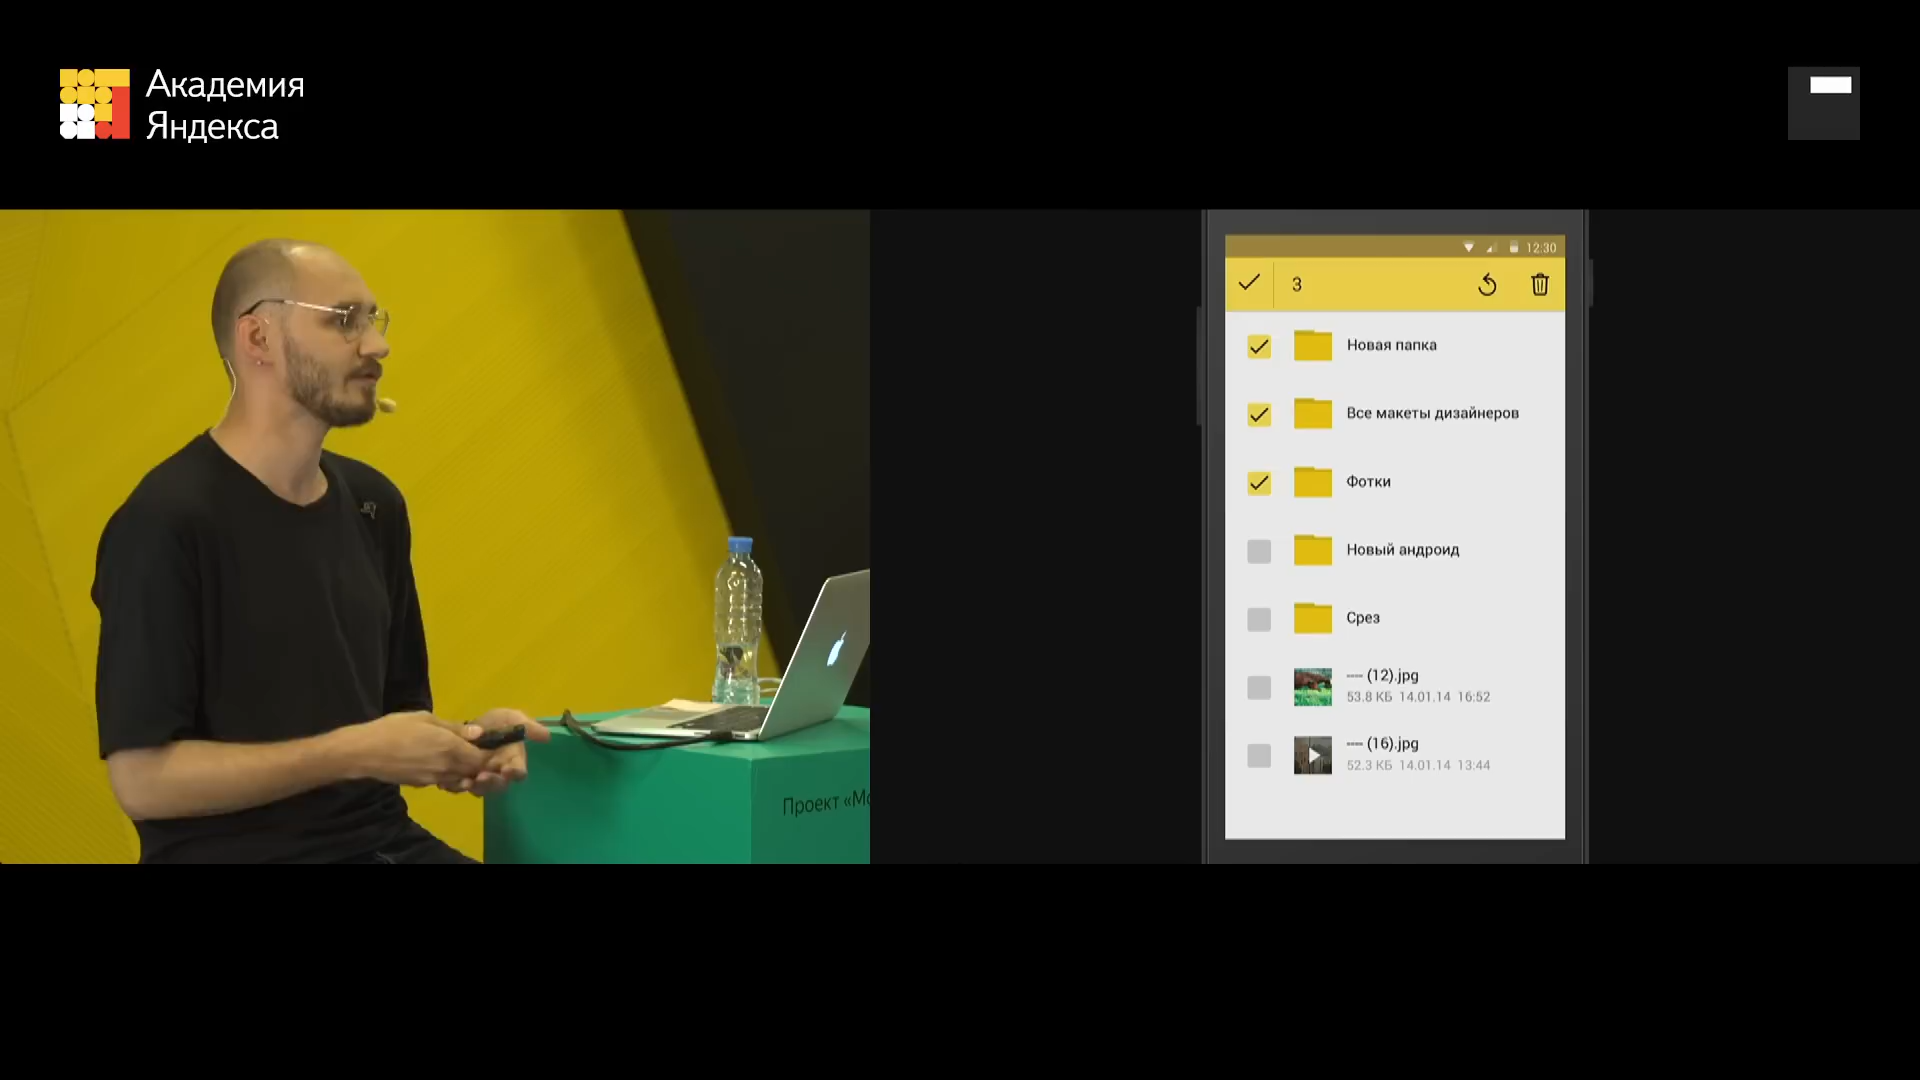 Академия
Яндекса
12:30
3
Новая папка
Все макеты дизайнеров
Фотки
Новый андроид
Срез
---- (12).jpg
53.8 КБ 14.01.14 16:52
---- (16).jpg
52.3 КБ 14.01.14 13:44
Проект «Мо